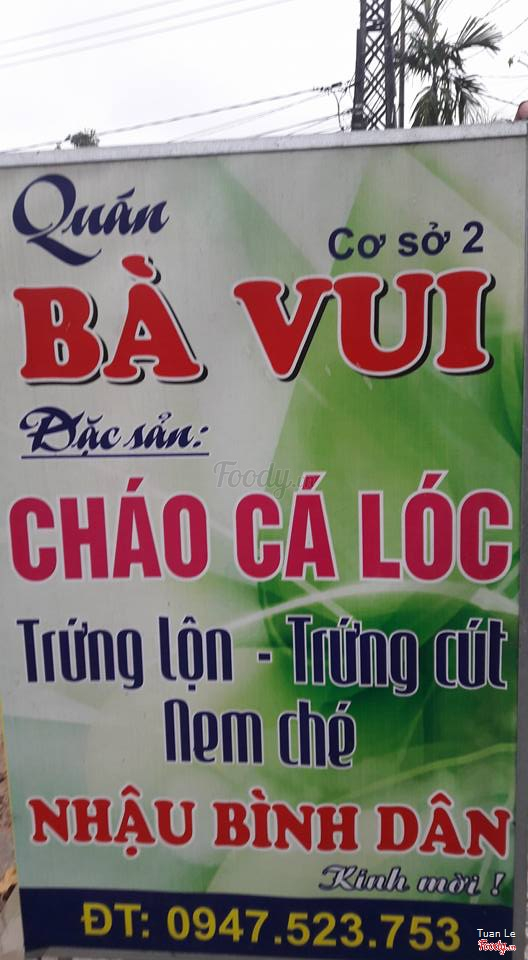 Quán
Cơ sở 2
BÀ VUI
Đặc sản:
Foody.vn
CHÁO CÁ LÓC
Trứng lộn - Trứng cút
Nem ché
NHẬU BÌNH DÂN
Kính mời !
ĐT: 0947.523.753
Tuan Le
Foody.vn